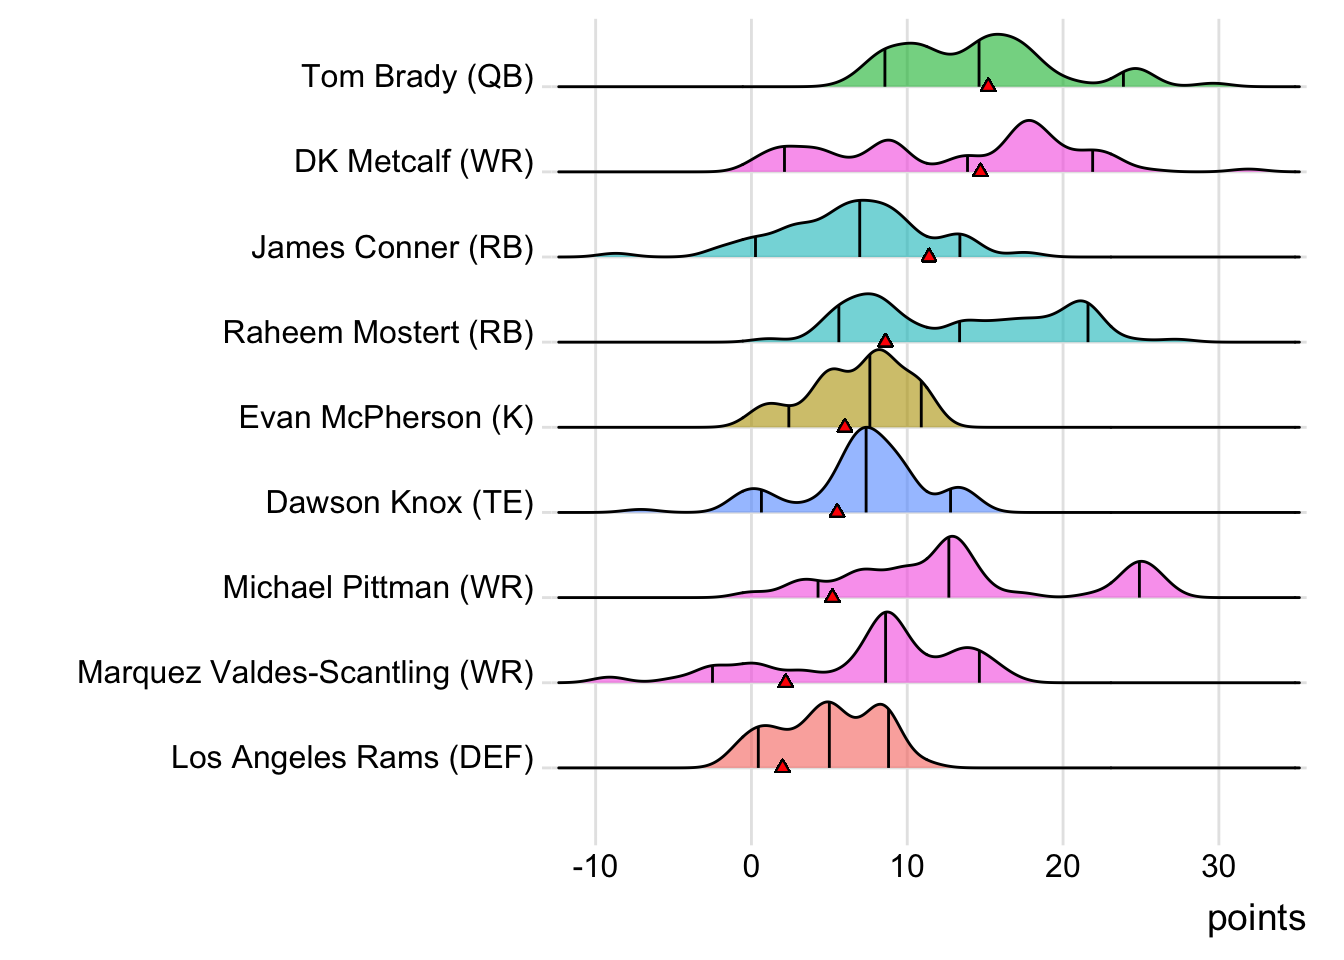 Tom Brady (QB)
DK Metcalf (WR)
James Conner (RB)
Raheem Mostert (RB)
Evan McPherson (K)
Dawson Knox (TE)
Michael Pittman (WR)
Marquez Valdes-Scantling (WR)
Los Angeles Rams (DEF)
-10 0 10 20 30
points